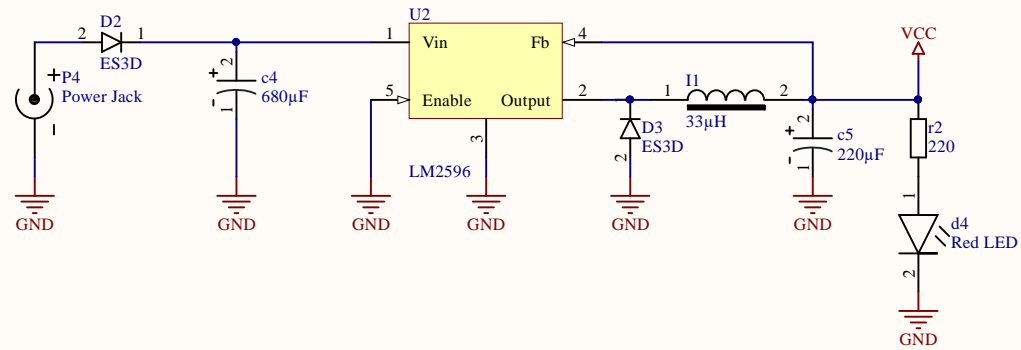 U2
D2
2 1
ES3D
1 Vin
Fb 4
VCC
+ P4
Power Jack
-
+ 2 c4
680µF
- 1
5 Enable
Output 2
1 I1 2
33µH
3
LM2596
D3
ES3D
2
+ 2 c5
220µF
- 1
r2
220
1
d4
Red LED
2
GND
GND
GND
GND
GND
GND
GND